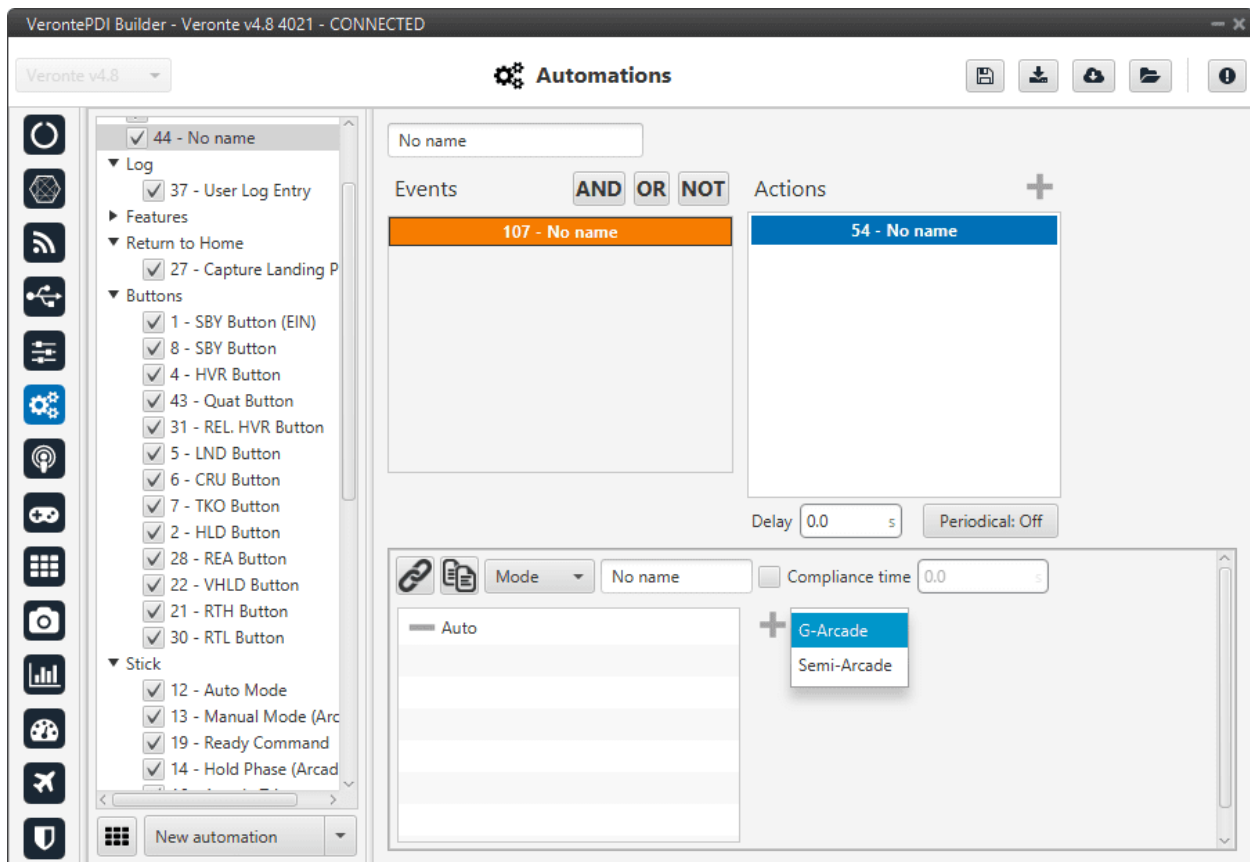 VerontePDI Builder - Veronte v4.8 4021 - CONNECTED
Veronte v4.8
Automations
44 - No name
Log
37 - User Log Entry
Features
Return to Home
27 - Capture Landing P
Buttons
1 - SBY Button (EIN)
8 - SBY Button
4 - HVR Button
43 - Quat Button
31 - REL. HVR Button
5 - LND Button
6 - CRU Button
7 - TKO Button
2 - HLD Button
28 - REA Button
22 - VHLD Button
21 - RTH Button
30 - RTL Button
Stick
12 - Auto Mode
13 - Manual Mode (Arc
19 - Ready Command
14 - Hold Phase (Arcad
New automation
No name
Events AND OR NOT
107 - No name
Actions
54 - No name
Delay 0.0 s Periodical: Off
Mode No name Compliance time 0.0 s
Auto
G-Arcade
Semi-Arcade